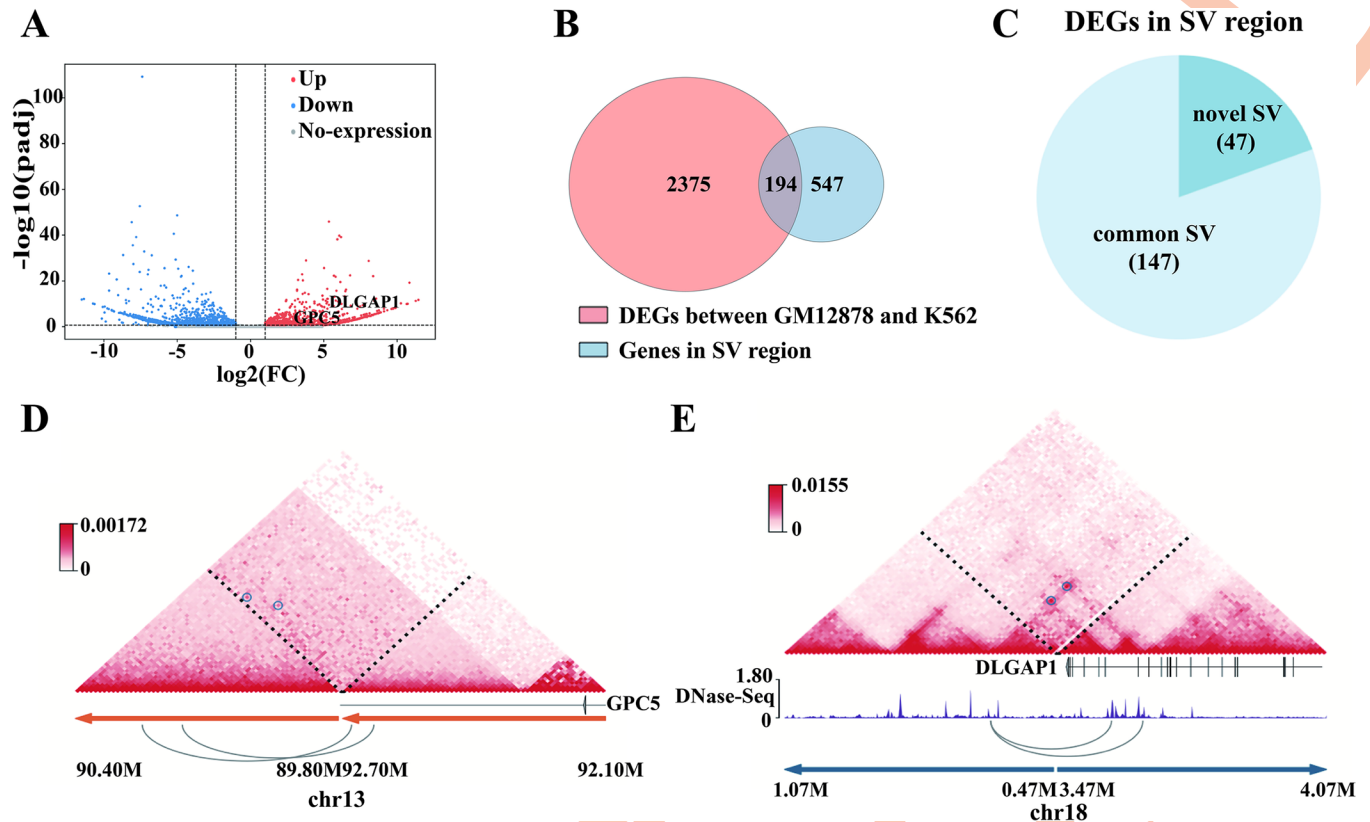 A
-log10(padj)
100
80
60
40
20
0
-10
-5
0
5
10
log2(FC)
Up
Down
No-expression
DLGAP1
GPC5
B
2375
194
547
DEGs between GM12878 and K562
Genes in SV region
C
DEGs in SV region
novel SV
(47)
common SV
(147)
D
0.00172
0
GPC5
90.40M
89.80M92.70M
92.10M
chr13
E
0.0155
0
DLGAP1
1.80
DNase-Seq
0
1.07M
0.47M3.47M
4.07M
chr18